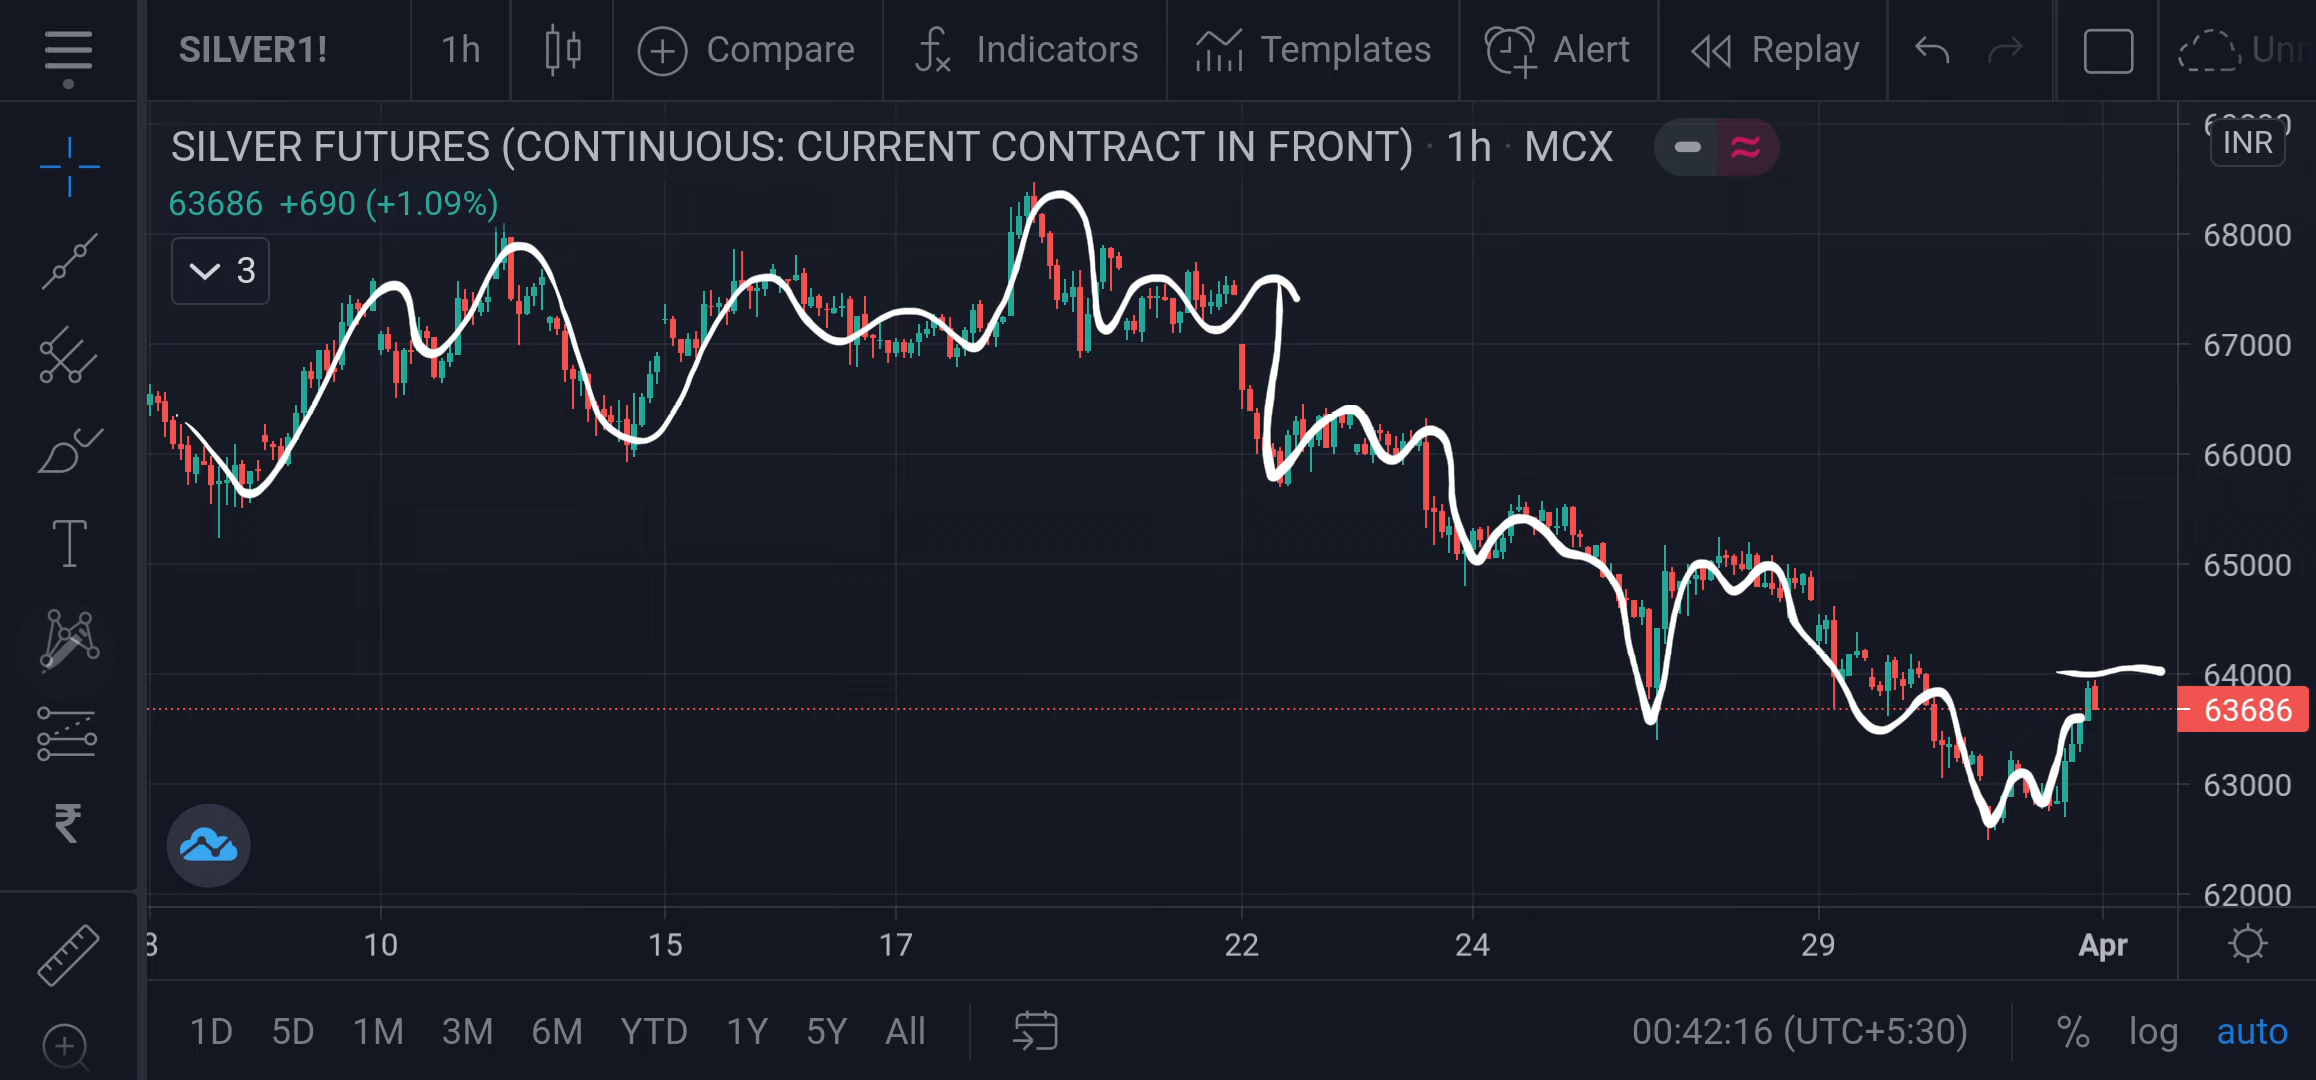 SILVER1! 1h Compare Indicators Templates Alert Replay
SILVER FUTURES (CONTINUOUS: CURRENT CONTRACT IN FRONT) · 1h · MCX
INR
63686 +690 (+1.09%)
3
68000
67000
66000
65000
64000
63686
63000
62000
10 15 17 22 24 29 Apr
1D 5D 1M 3M 6M YTD 1Y 5Y All 00:42:16 (UTC+5:30) % log auto